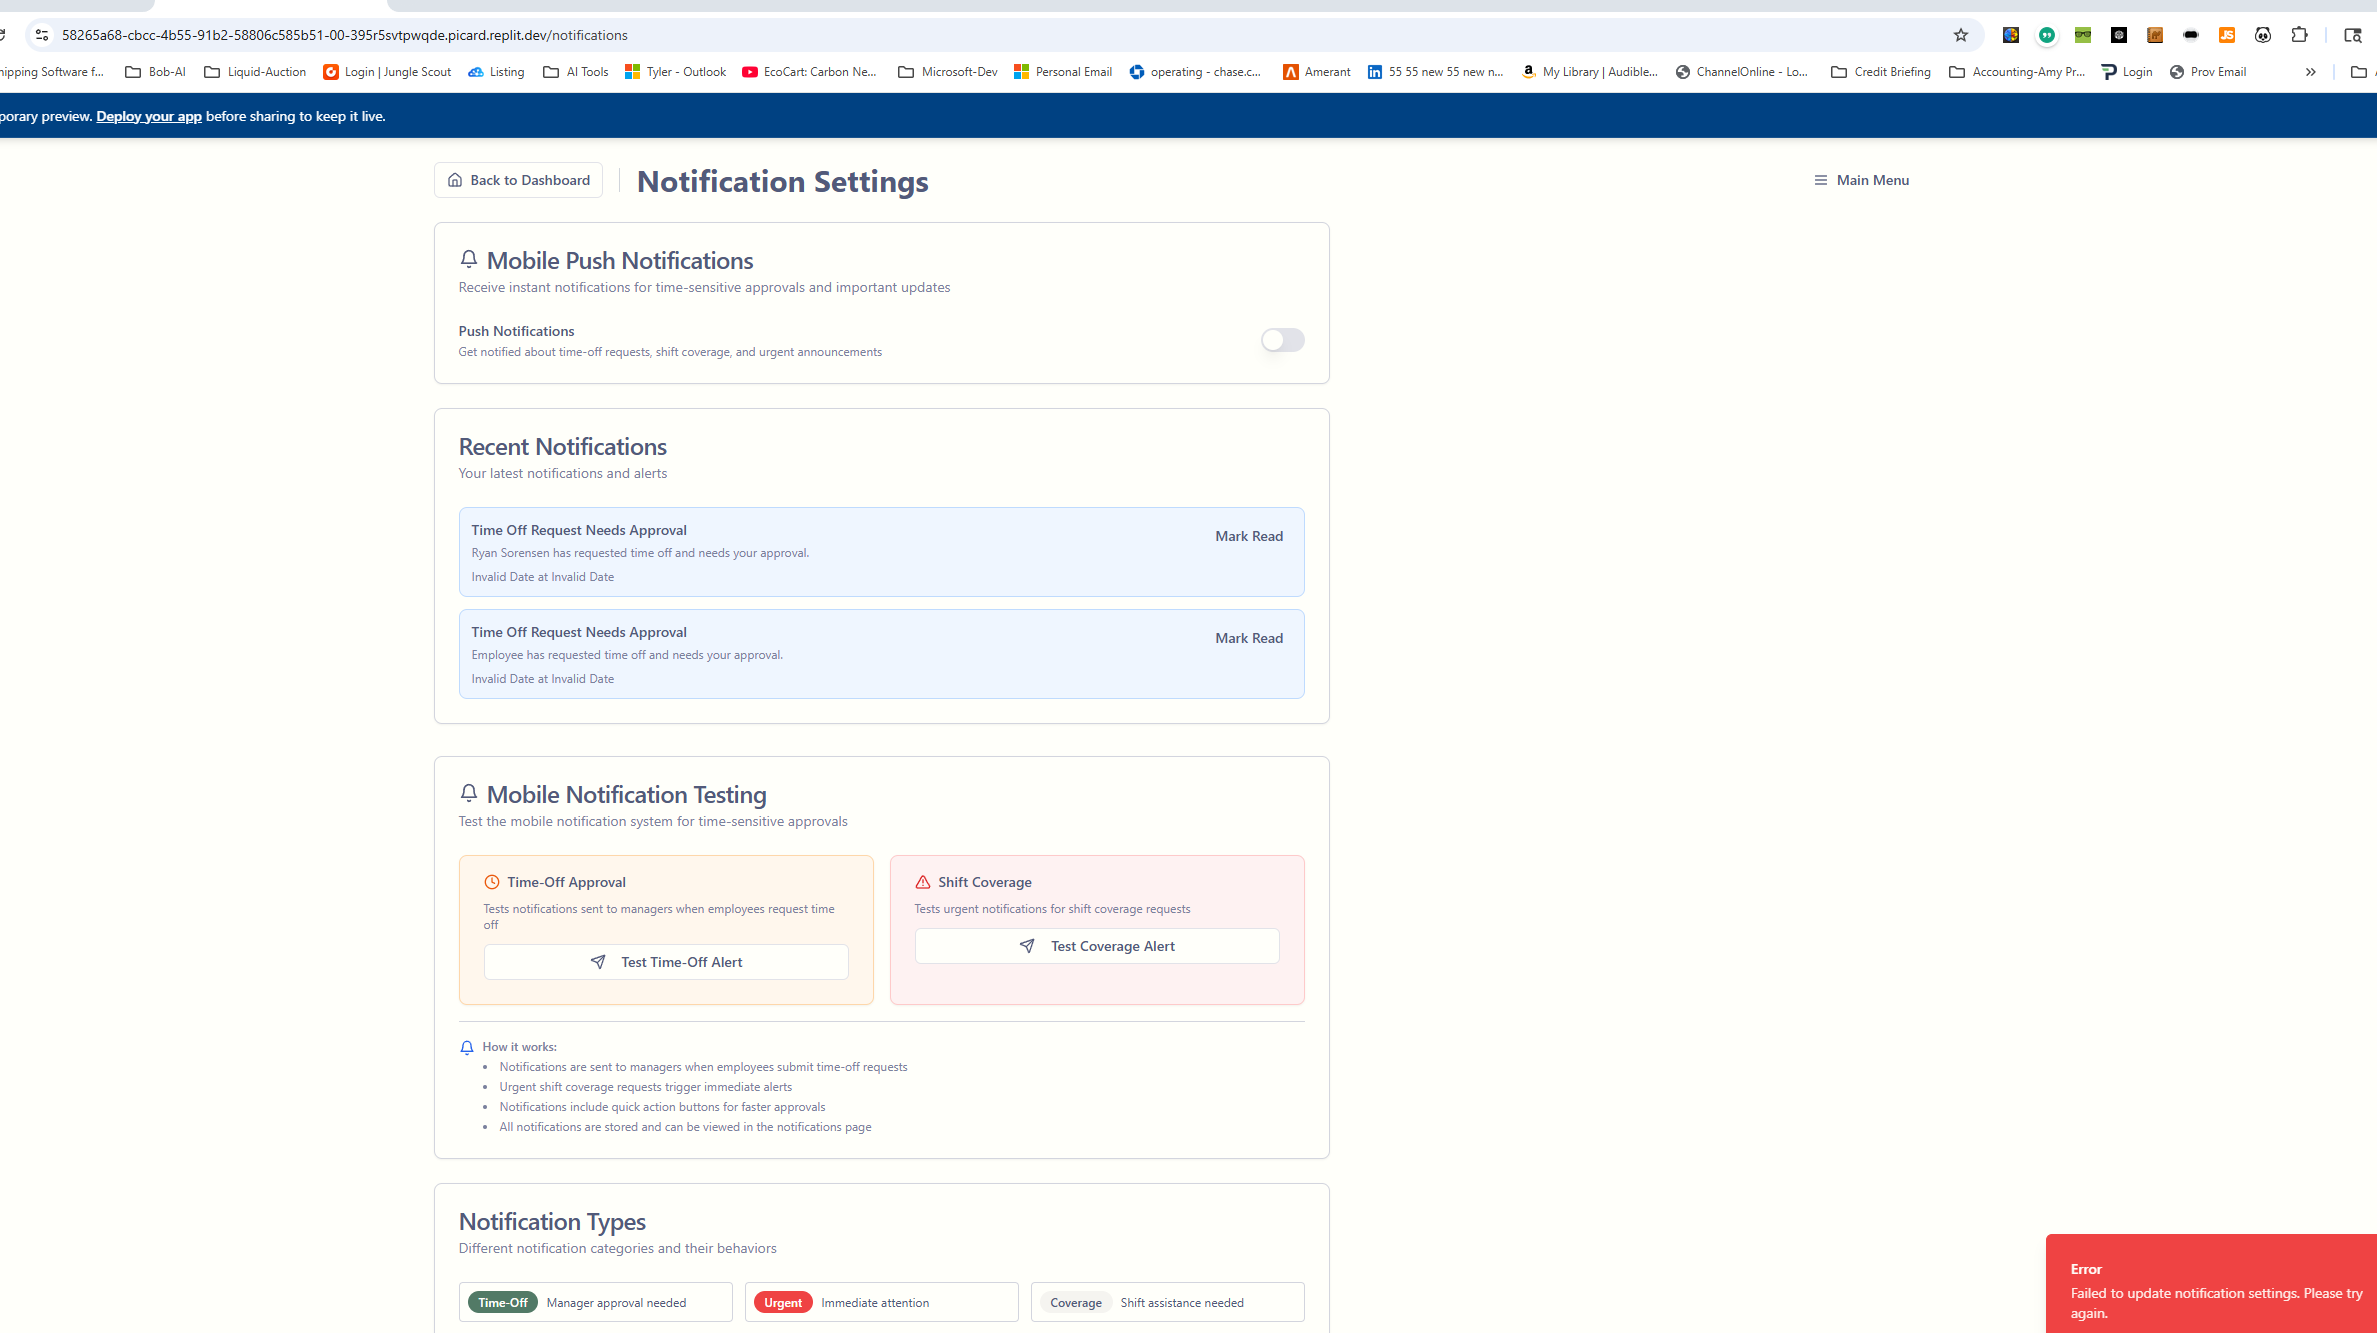 58265a68-cbcc-4b55-91b2-58806c585b51-00-395r5svtpwqde.picard.replit.dev/notifications
hipping Software f... Bob-AI Liquid-Auction Login | Jungle Scout Listing AI Tools Tyler - Outlook EcoCart: Carbon Ne... Microsoft-Dev Personal Email operating - chase.c... Amerant 55 55 new 55 new n... My Library | Audible... ChannelOnline - Lo... Credit Briefing Accounting-Amy Pr... Login Prov Email »
porary preview. Deploy your app before sharing to keep it live.
Back to Dashboard Notification Settings Main Menu
Mobile Push Notifications
Receive instant notifications for time-sensitive approvals and important updates
Push Notifications
Get notified about time-off requests, shift coverage, and urgent announcements
Recent Notifications
Your latest notifications and alerts
Time Off Request Needs Approval
Mark Read
Ryan Sorensen has requested time off and needs your approval.
Invalid Date at Invalid Date
Time Off Request Needs Approval
Mark Read
Employee has requested time off and needs your approval.
Invalid Date at Invalid Date
Mobile Notification Testing
Test the mobile notification system for time-sensitive approvals
Time-Off Approval
Tests notifications sent to managers when employees request time
off
Test Time-Off Alert
Shift Coverage
Tests urgent notifications for shift coverage requests
Test Coverage Alert
How it works:
• Notifications are sent to managers when employees submit time-off requests
• Urgent shift coverage requests trigger immediate alerts
• Notifications include quick action buttons for faster approvals
• All notifications are stored and can be viewed in the notifications page
Notification Types
Different notification categories and their behaviors
Time-Off Manager approval needed
Urgent Immediate attention
Coverage Shift assistance needed
Error
Failed to update notification settings. Please try
again.